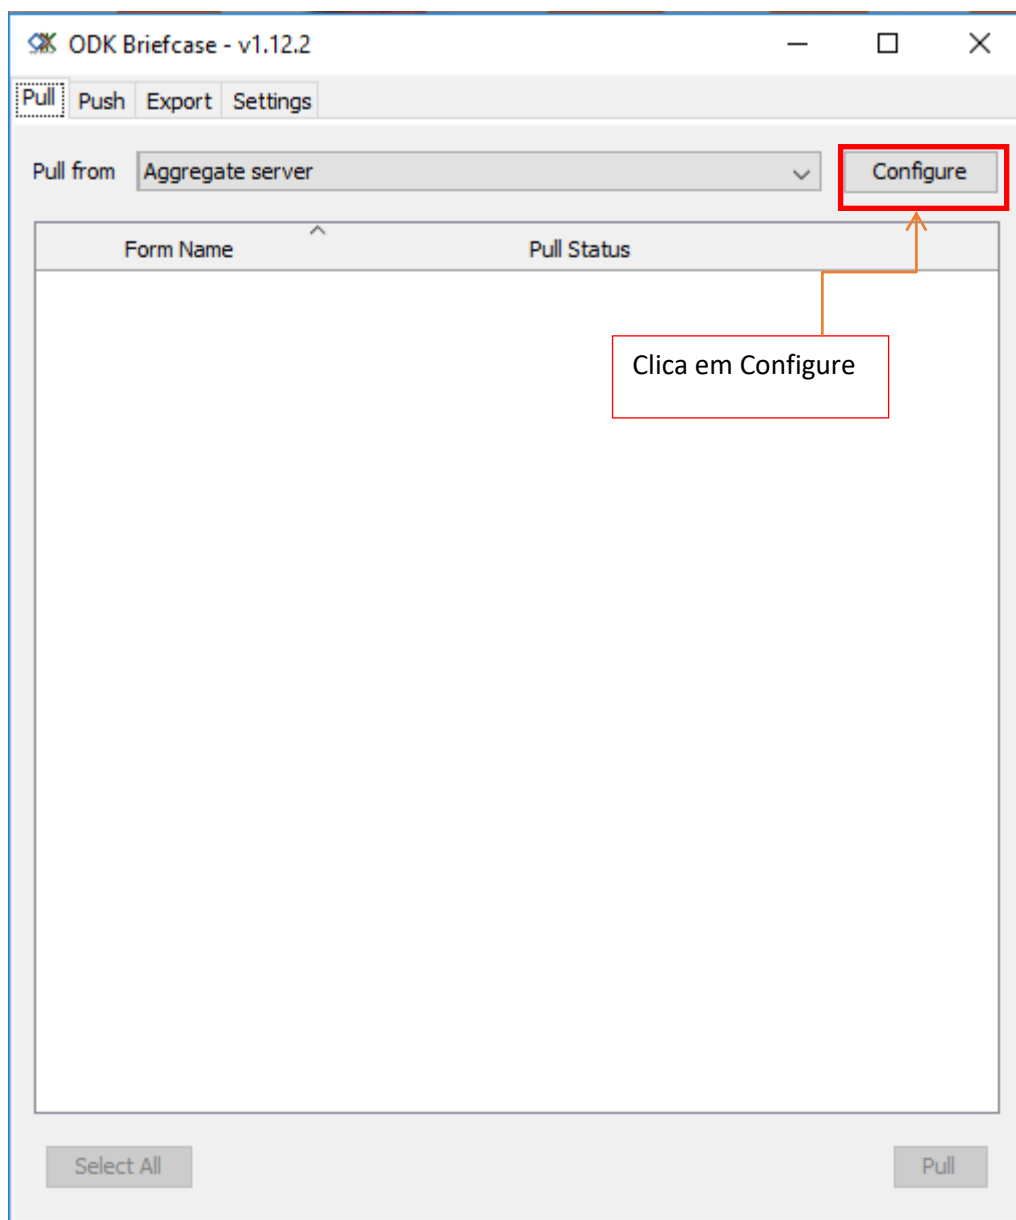 ODK Briefcase - v1.12.2
Pull Push Export Settings
Pull from Aggregate server Configure
Form Name Pull Status
Clica em Configure
Select All Pull